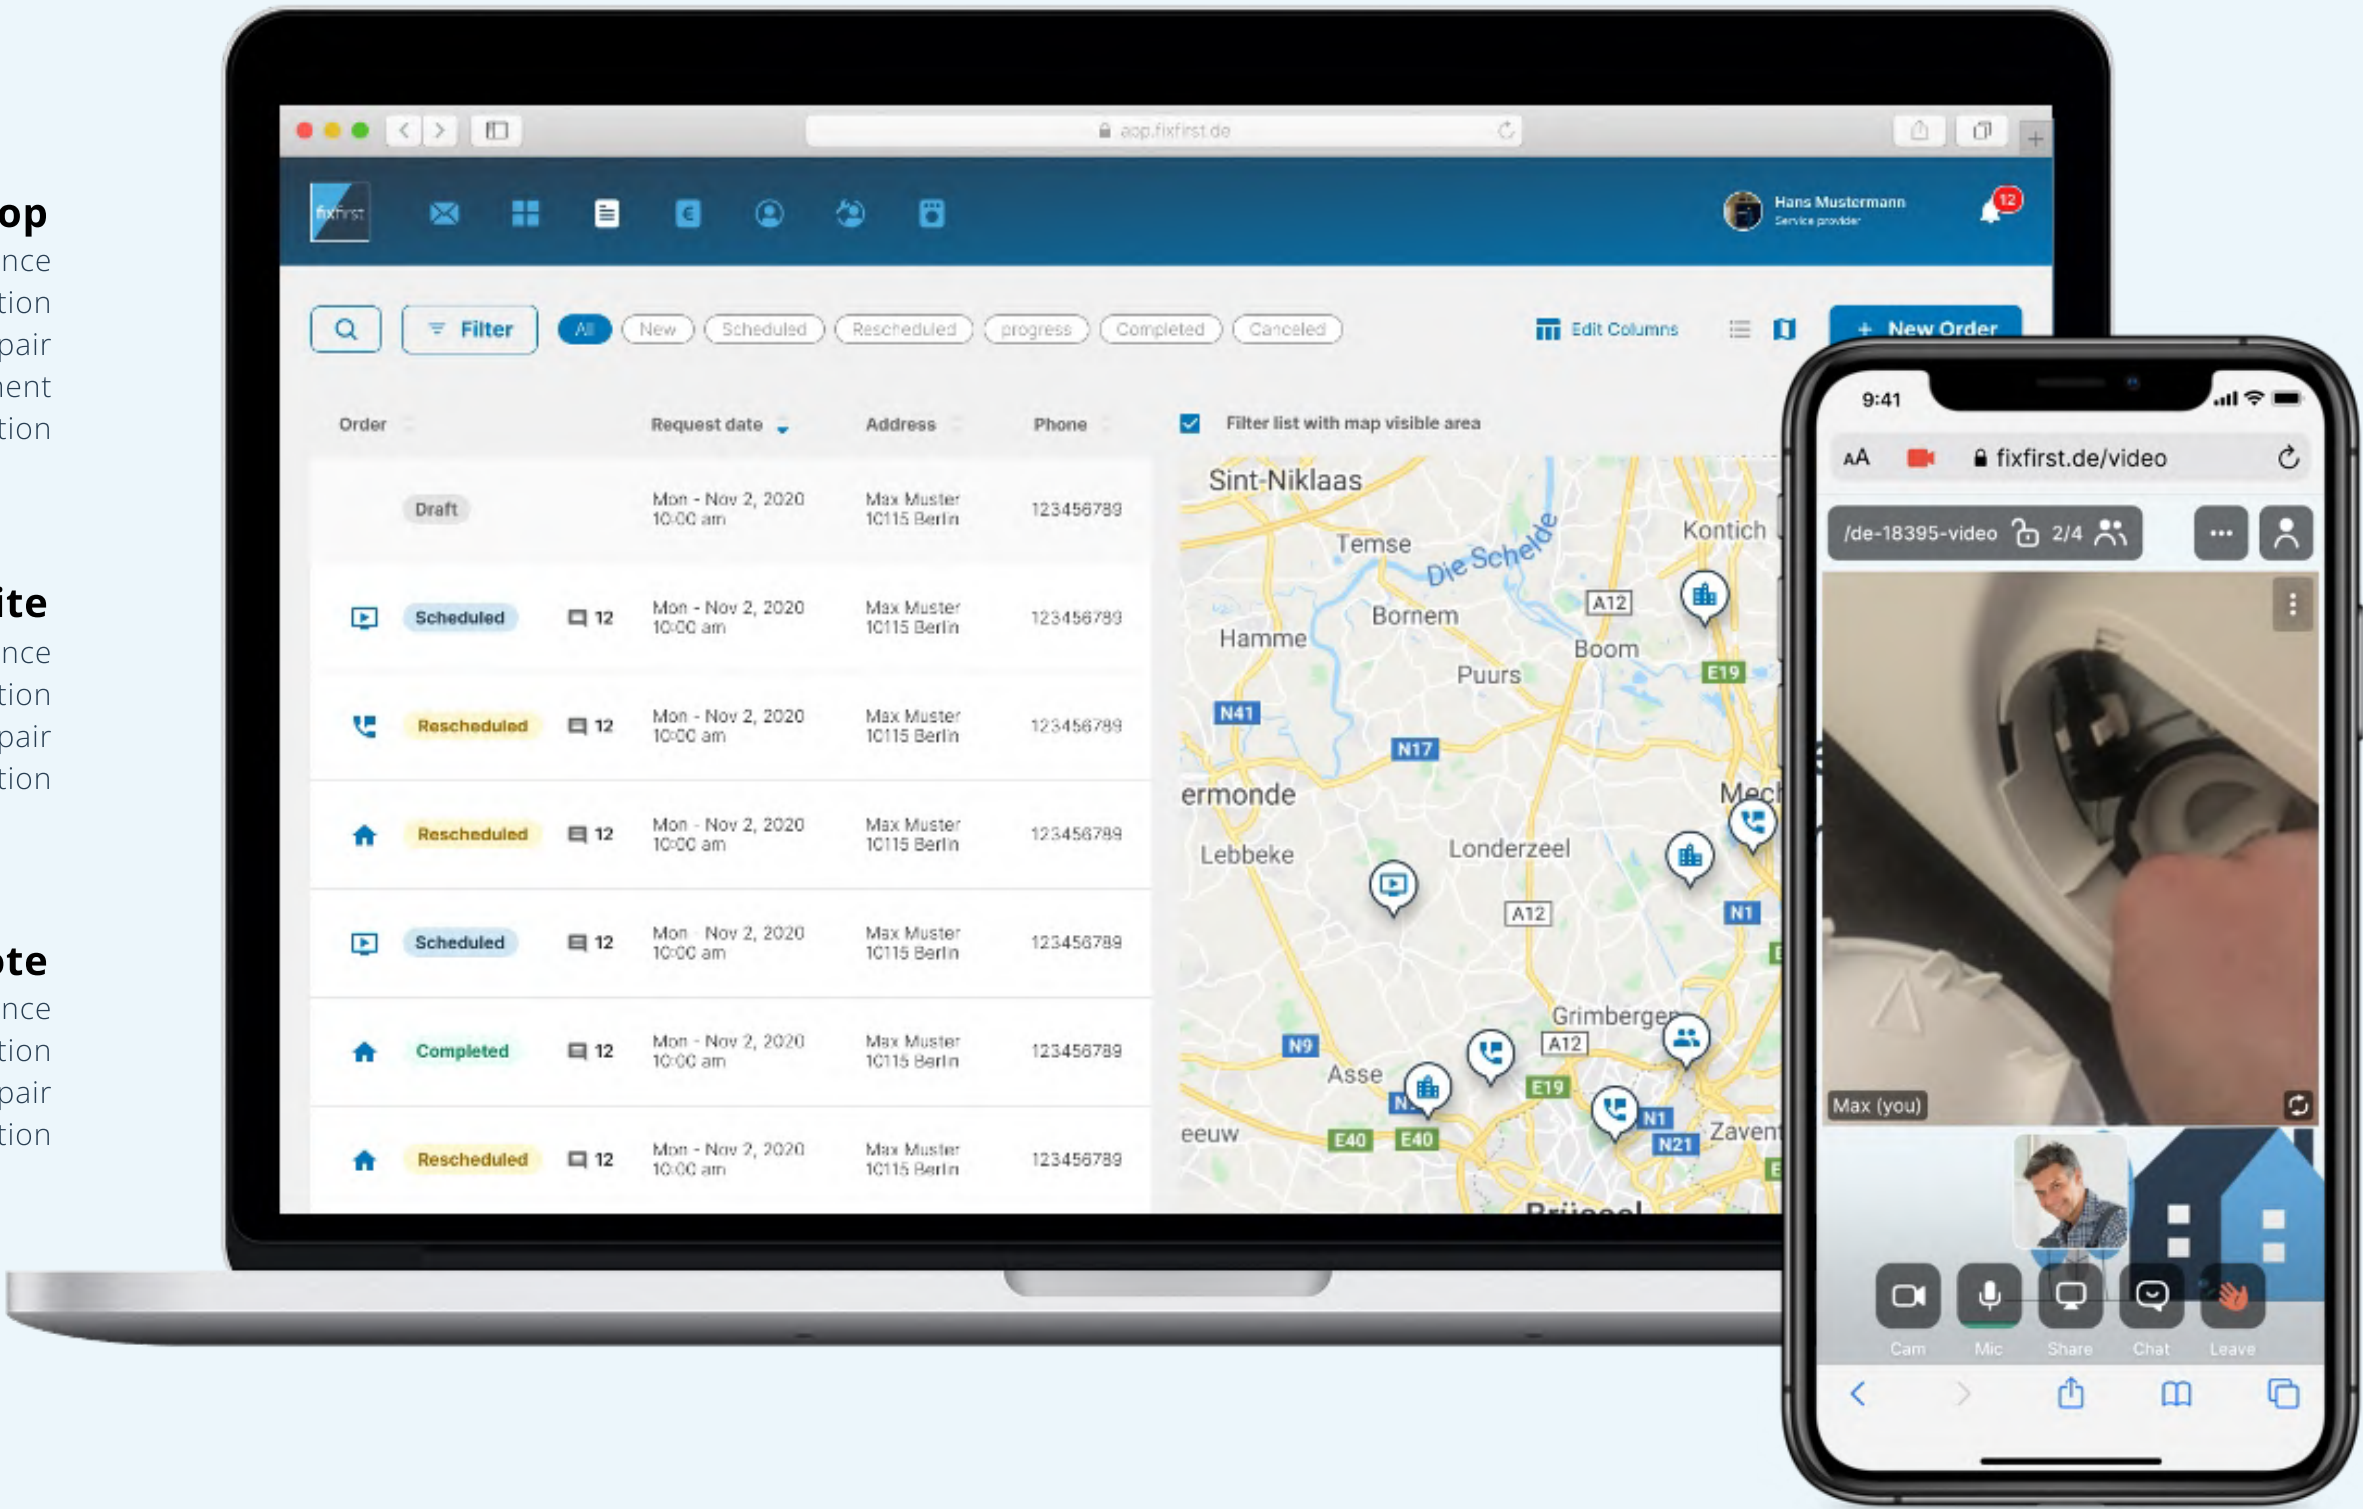 op
nce
tion
pair
nent
tion
ite
nce
tion
pair
tion
ote
nce
tion
pair
tion
app.fixfirst.de
fixfirst
Hans Mustermann
Service provider
12
Filter
All
New
Scheduled
Rescheduled
progress
Completed
Canceled
Edit Columns
+ New Order
Order
Request date
Address
Phone
Filter list with map visible area
Draft
Mon - Nov 2, 2020
10:00 am
Max Muster
10115 Berlin
123456789
Scheduled
12
Mon - Nov 2, 2020
10:00 am
Max Muster
10115 Berlin
123456789
Rescheduled
12
Mon - Nov 2, 2020
10:00 am
Max Muster
10115 Berlin
123456789
Rescheduled
12
Mon - Nov 2, 2020
10:00 am
Max Muster
10115 Berlin
123456789
Scheduled
12
Mon - Nov 2, 2020
10:00 am
Max Muster
10115 Berlin
123456789
Completed
12
Mon - Nov 2, 2020
10:00 am
Max Muster
10115 Berlin
123456789
Rescheduled
12
Mon - Nov 2, 2020
10:00 am
Max Muster
10115 Berlin
123456789
Sint-Niklaas
Kontich
Temse
Die Schelde
A12
Bornem
Hamme
Boom
Puurs
E19
N41
N17
ermonde
Mech
Lebbeke
Londerzeel
A12
N1
Grimbergen
N9
A12
Asse
E19
N1
eeuw
E40
E40
N21
Zavent
Brüssel
9:41
AA
fixfirst.de/video
/de-18395-video
2/4
Max (you)
Cam
Mic
Share
Chat
Leave